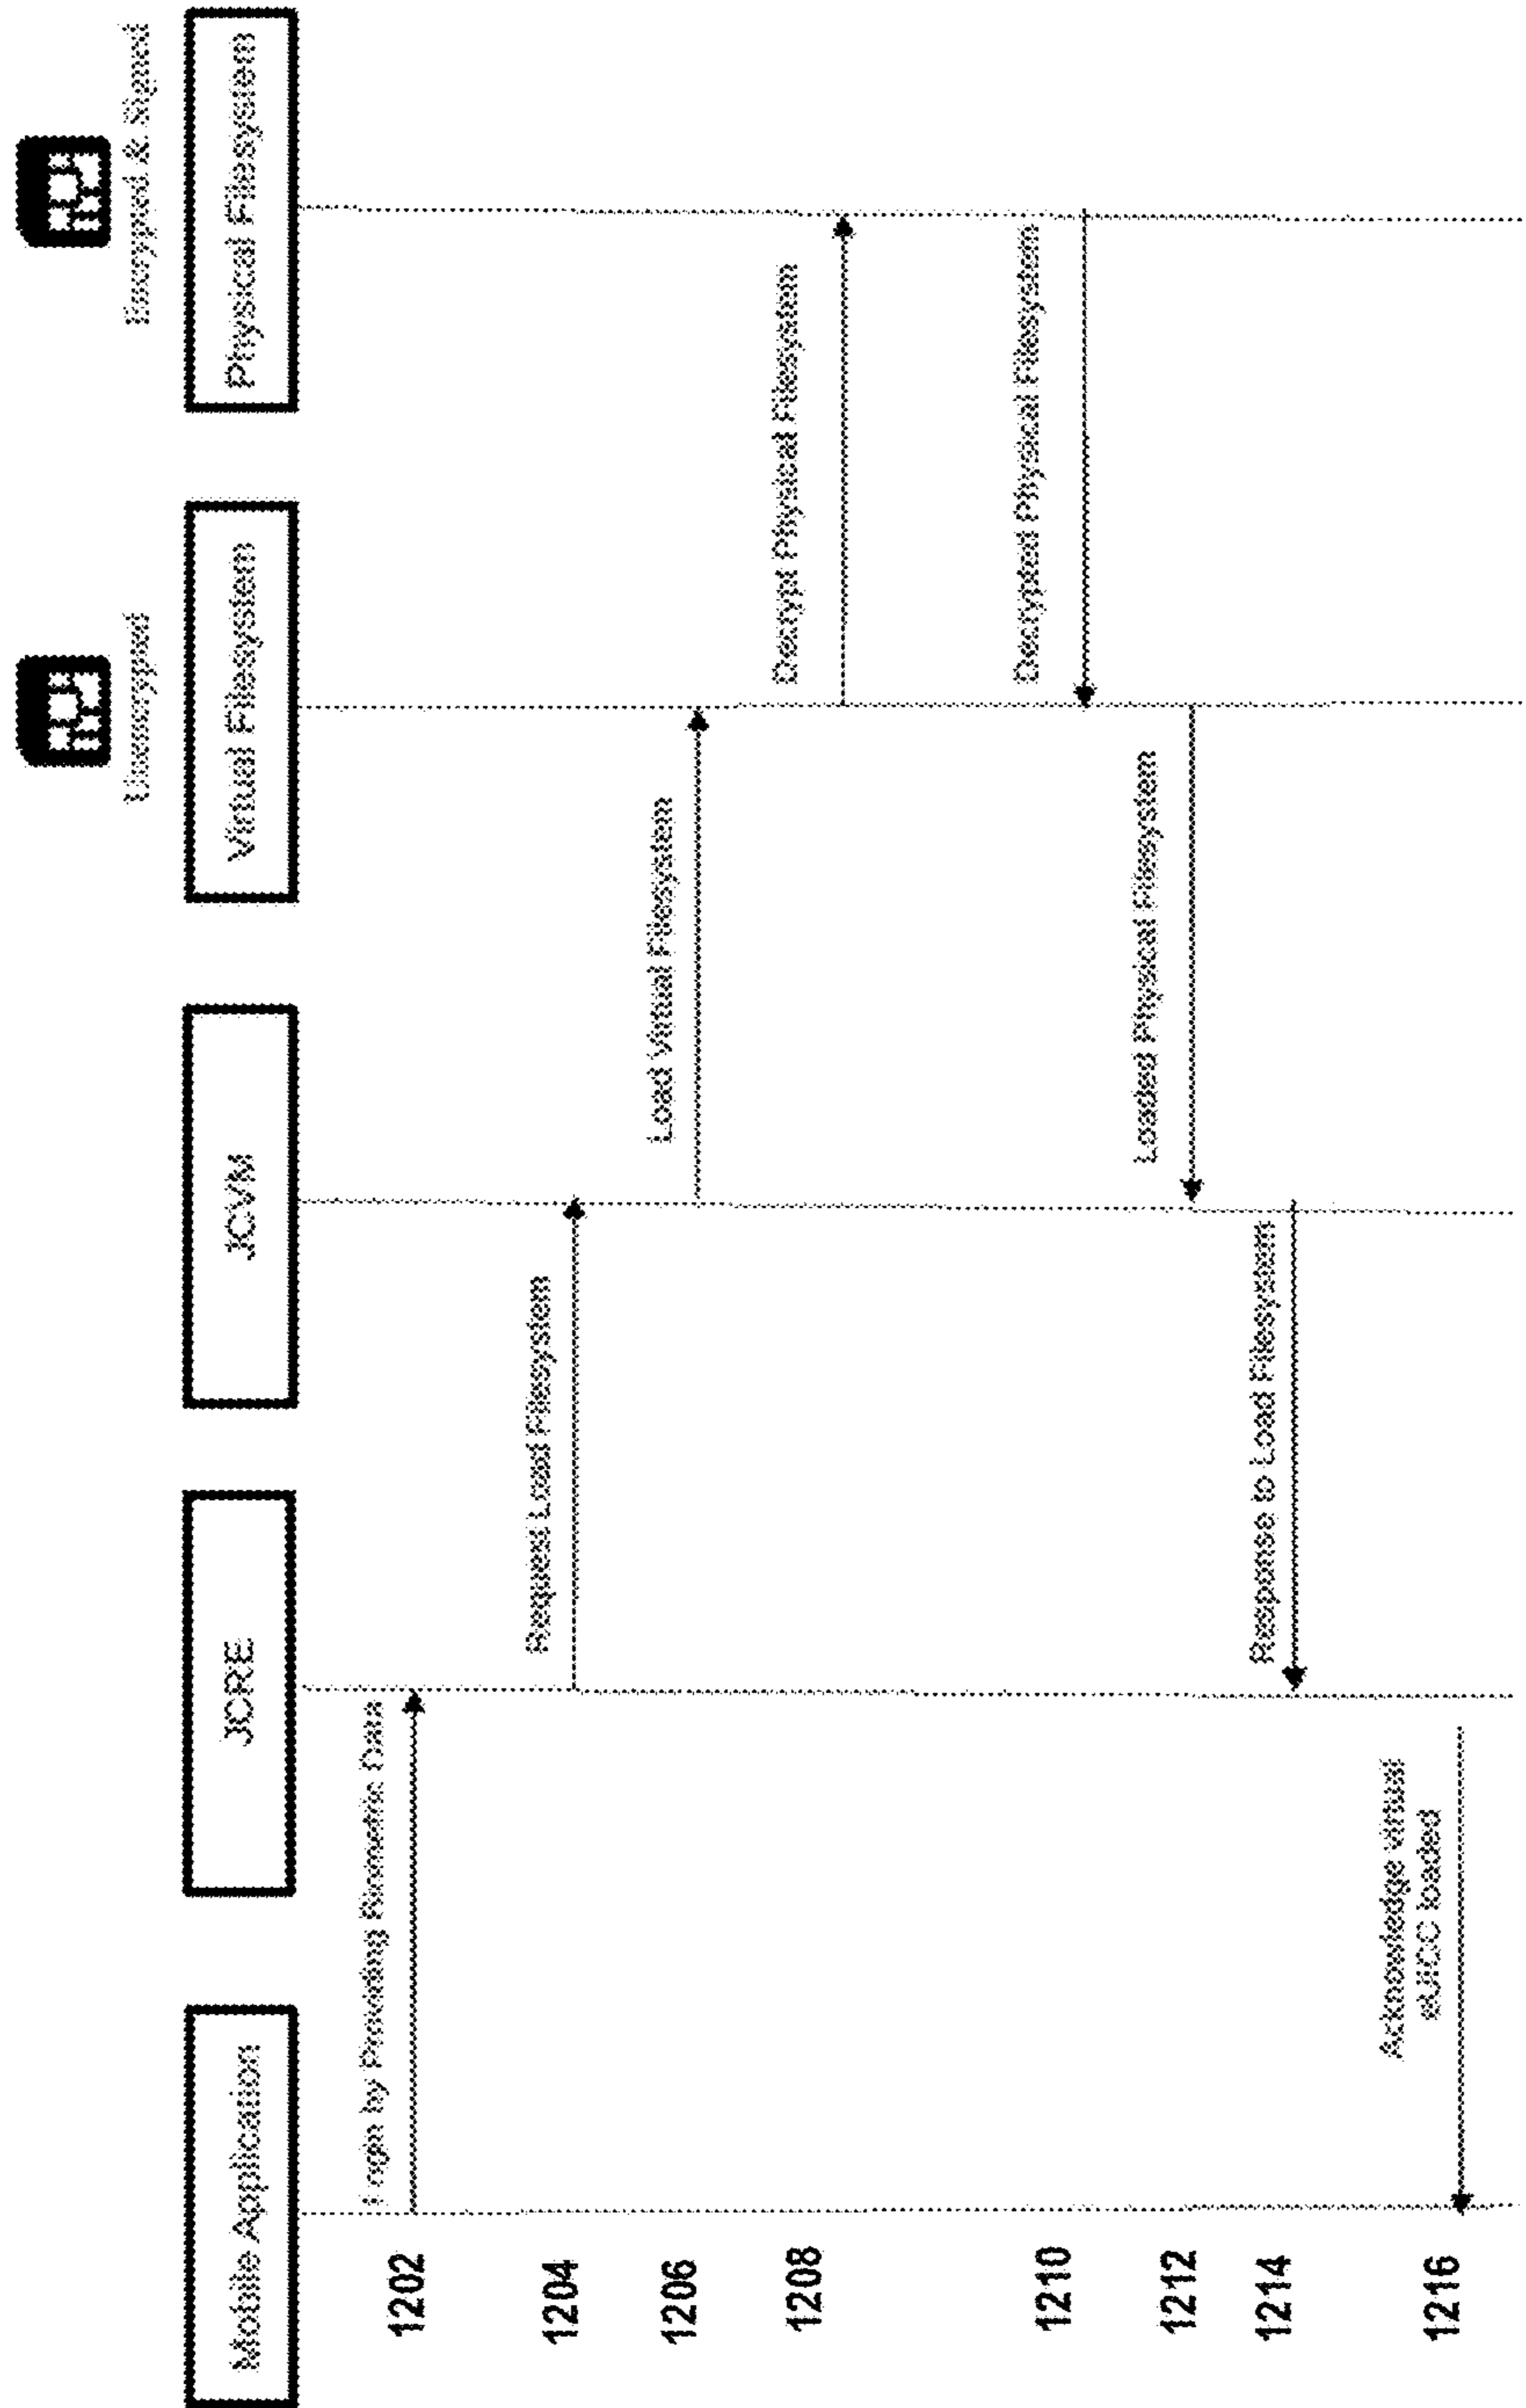 Unencrypted
Encrypted & Signed
Mobile Application
JCRE
JCVM
Virtual Filesystem
Physical Filesystem
1202
Login by Providing Biometric Data
1204
Request Load Filesystem
1206
Load Virtual Filesystem
1208
Decrypt Physical Filesystem
1210
Decrypted Physical Filesystem
1212
Loaded Physical Filesystem
1214
Response to Load Filesystem
1216
Acknowledge virtual
eUICC loaded